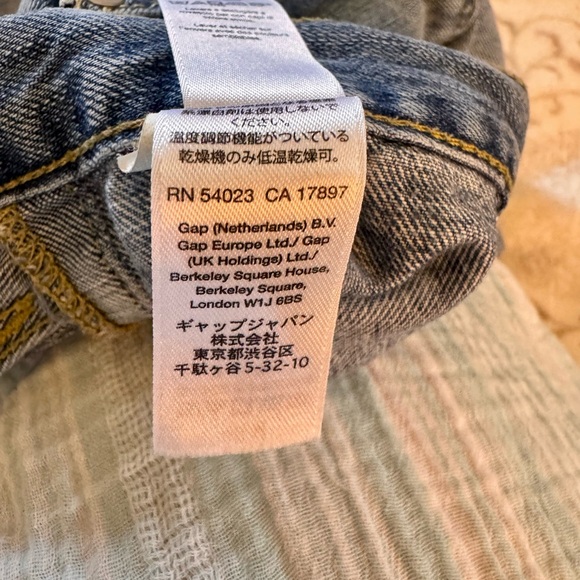 系漂白剤は使用しないで
ください。
温度調節機能がついている
乾燥機のみ低温乾燥可。
RN 54023 CA 17897
Gap (Netherlands) B.V.
Gap Europe Ltd./ Gap
(UK Holdings) Ltd./
Berkeley Square House,
Berkeley Square,
London W1J 6BS
ギャップジャパン
株式会社
東京都渋谷区
千駄ヶ谷5-32-10